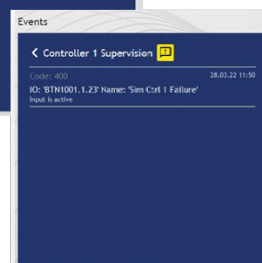 Events
Controller 1 Supervision
Code: 400 28.03.22 11:50
IO: 'BTN1001.1.23' Name: 'Sim Ctrl 1 Failure'
Input is active